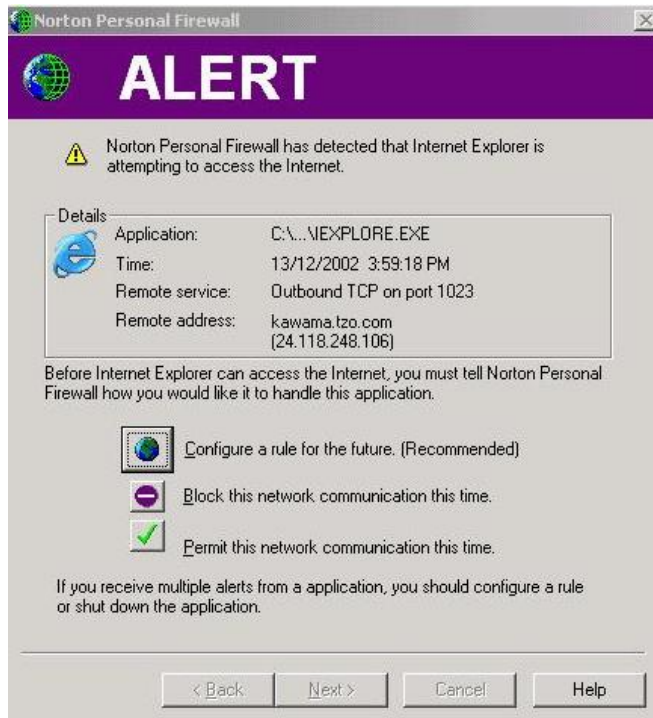 Norton Personal Firewall
ALERT
Norton Personal Firewall has detected that Internet Explorer is
attempting to access the Internet.
Details
Application: C:\...\IEXPLORE.EXE
Time: 13/12/2002 3:59:18 PM
Remote service: Outbound TCP on port 1023
Remote address: kawama.tzo.com
(24.118.248.106)
Before Internet Explorer can access the Internet, you must tell Norton Personal
Firewall how you would like it to handle this application.
Configure a rule for the future. (Recommended)
Block this network communication this time.
Permit this network communication this time.
If you receive multiple alerts from a application, you should configure a rule
or shut down the application.
< Back Next > Cancel Help